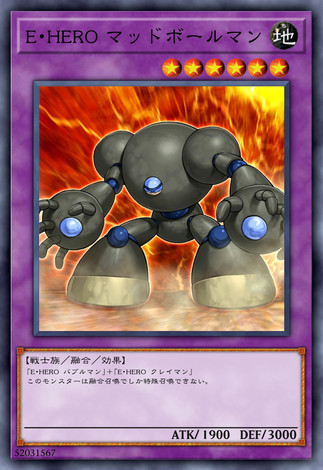 E・HERO マッドボールマン 地
【戦士族／融合／効果】
「E・HERO バブルマン」+「E・HERO クレイマン」
このモンスターは融合召喚でしか特殊召喚できない。
ATK/ 1900 DEF/ 3000
52031567